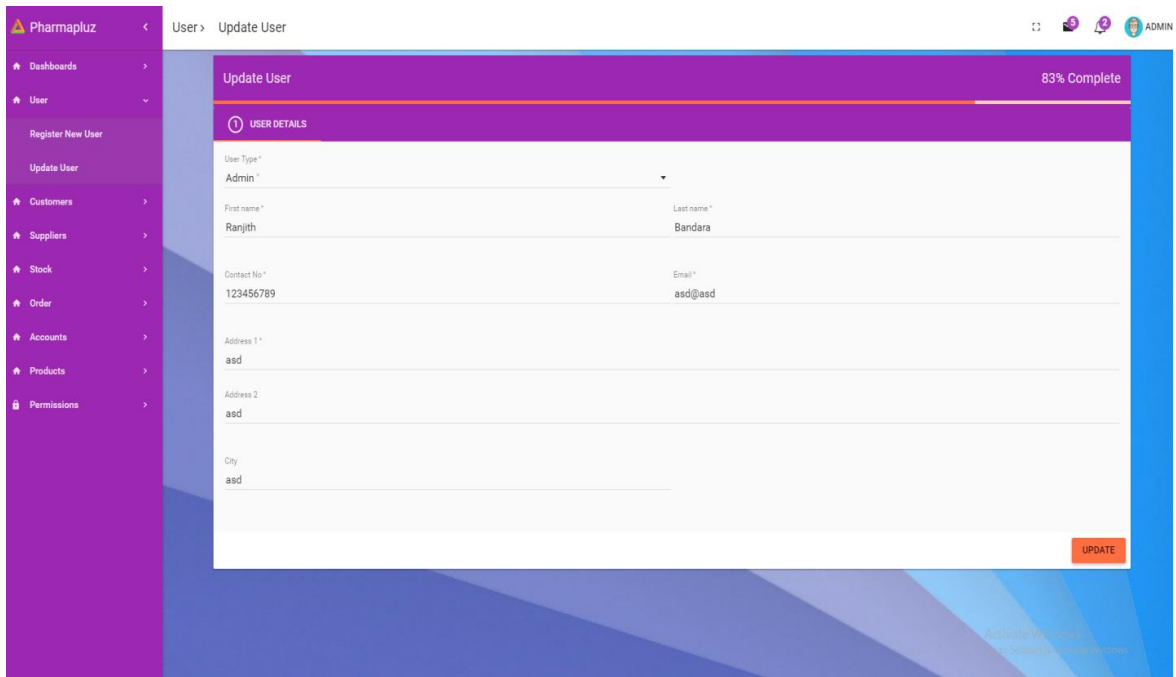 Pharmapluz
User › Update User
5
2
ADMIN
Dashboards
User
Register New User
Update User
Customers
Suppliers
Stock
Order
Accounts
Products
Permissions
Update User 83% Complete
1 USER DETAILS
User Type *
Admin *
First name * Last name *
Ranjith Bandara
Contact No * Email *
123456789 asd@asd
Address 1 *
asd
Address 2
asd
City
asd
UPDATE
Activate
Windows